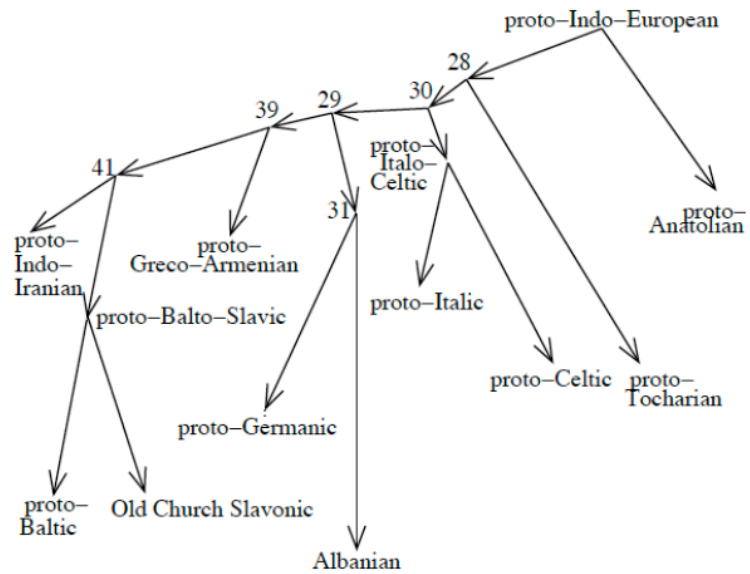 proto–Indo–European
28
30
29
39
41
proto–
Italo–
Celtic
31
proto–
Anatolian
proto–
Indo–
Iranian
proto–
Greco–Armenian
proto–Italic
proto–Balto–Slavic
proto–Celtic
proto–
Tocharian
proto–Germanic
proto–
Baltic
Old Church Slavonic
Albanian